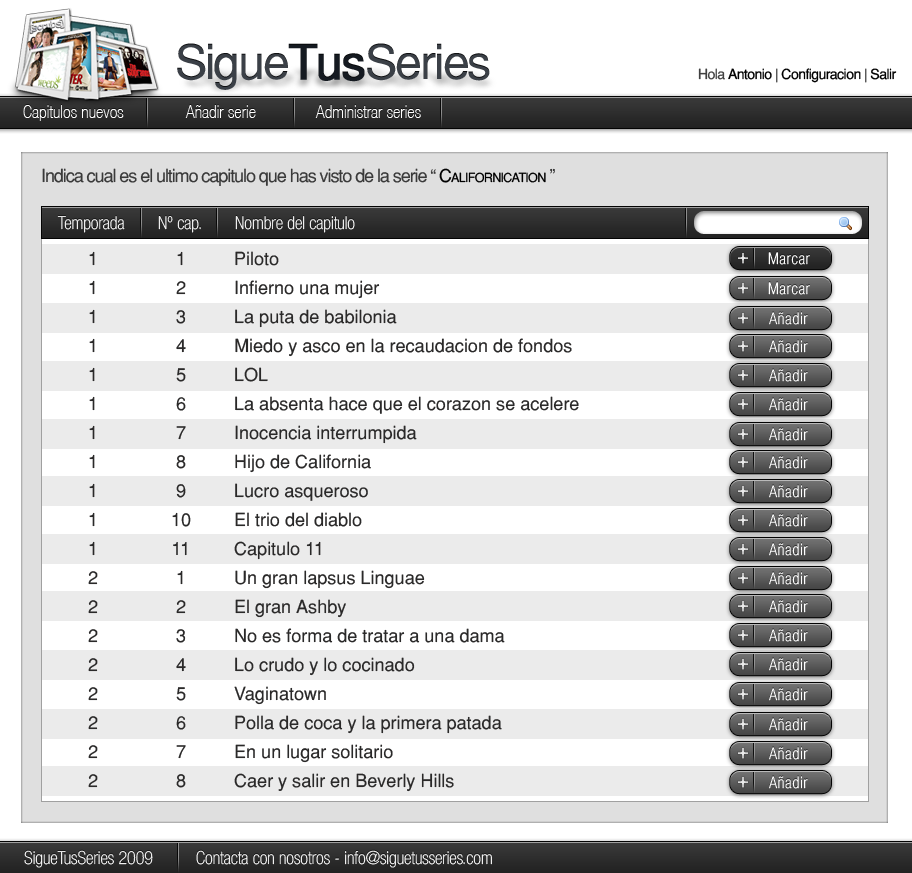 SigueTusSeries
Hola Antonio | Configuracion | Salir
Capitulos nuevos Añadir serie Administrar series
Indica cual es el ultimo capitulo que has visto de la serie “ CALIFORNICATION ”
Temporada Nº cap. Nombre del capitulo
1 1 Piloto + Marcar
1 2 Infierno una mujer + Marcar
1 3 La puta de babilonia + Añadir
1 4 Miedo y asco en la recaudacion de fondos + Añadir
1 5 LOL + Añadir
1 6 La absenta hace que el corazon se acelere + Añadir
1 7 Inocencia interrumpida + Añadir
1 8 Hijo de California + Añadir
1 9 Lucro asqueroso + Añadir
1 10 El trio del diablo + Añadir
1 11 Capitulo 11 + Añadir
2 1 Un gran lapsus Linguae + Añadir
2 2 El gran Ashby + Añadir
2 3 No es forma de tratar a una dama + Añadir
2 4 Lo crudo y lo cocinado + Añadir
2 5 Vaginatown + Añadir
2 6 Polla de coca y la primera patada + Añadir
2 7 En un lugar solitario + Añadir
2 8 Caer y salir en Beverly Hills + Añadir
SigueTusSeries 2009 Contacta con nosotros - info@siguetusseries.com